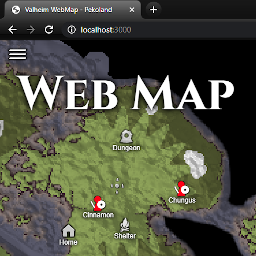 Valheim WebMap - Pekoland
localhost:3000
WEB MAP
Dungeon
Chungus
Cinnamon
Home
Shelter